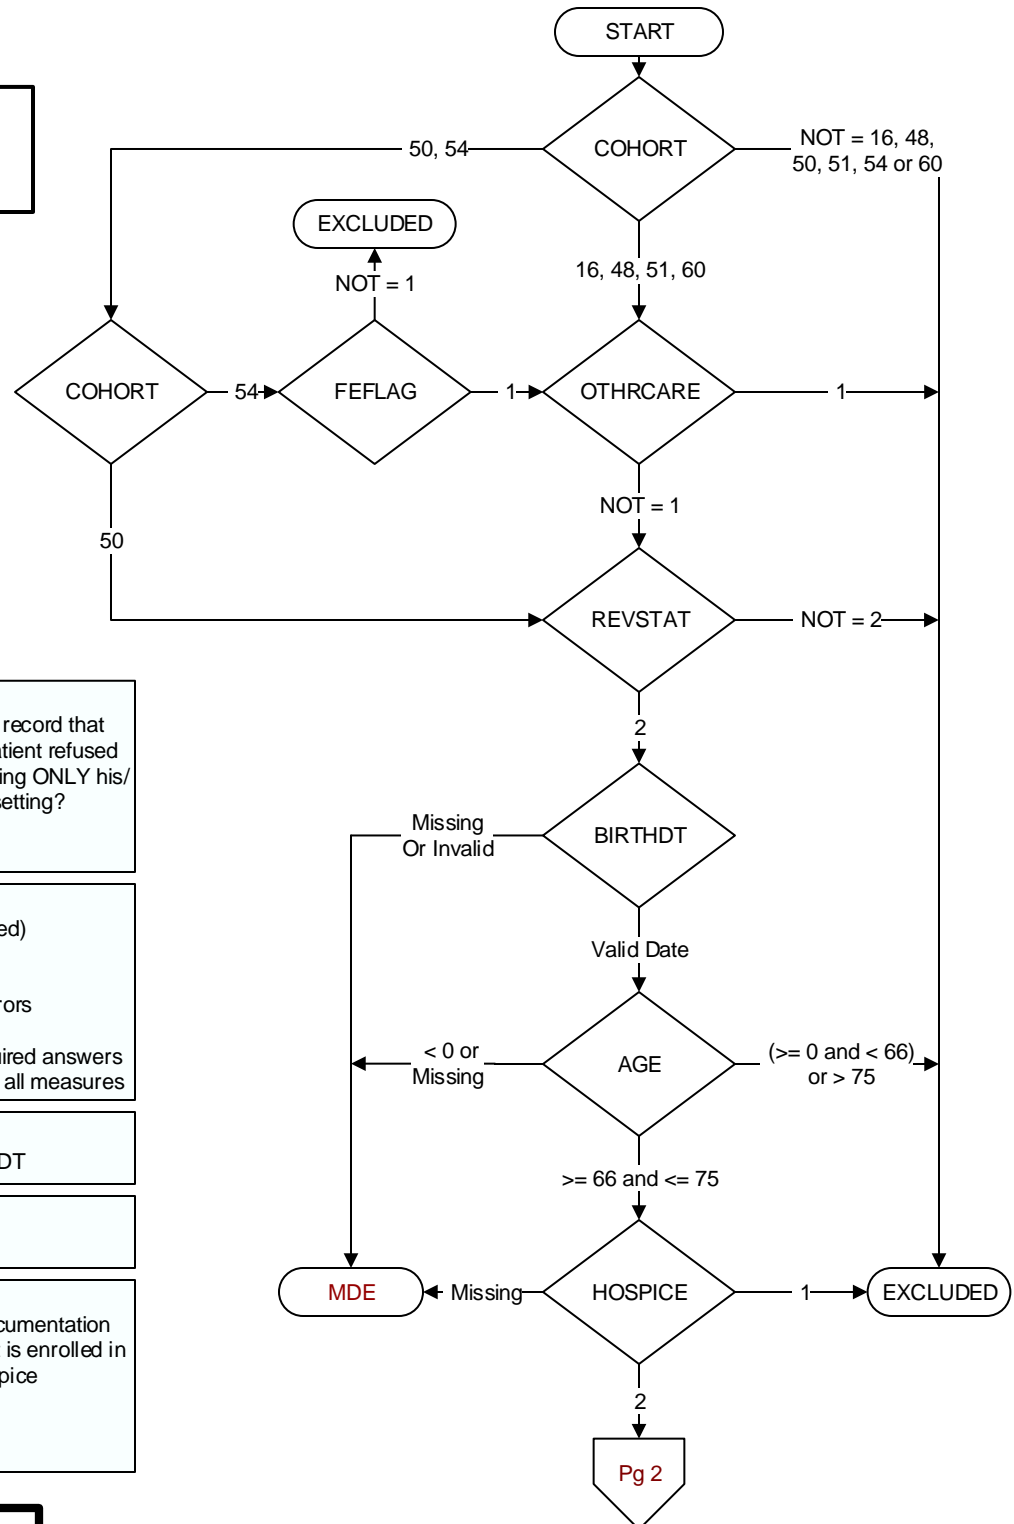 START
COHORT
50, 54
NOT = 16, 48,
50, 51, 54 or 60
EXCLUDED
NOT = 1
16, 48, 51, 60
COHORT
54
FEFLAG
1
OTHRCARE
1
NOT = 1
50
REVSTAT
NOT = 2
2
record that
tient refused
ing ONLY his/
setting?
Missing
Or Invalid
BIRTHDT
ed)
Valid Date
rors
uired answers
all measures
< 0 or
Missing
AGE
(>= 0 and < 66)
or > 75
DT
>= 66 and <= 75
MDE
Missing
HOSPICE
1
EXCLUDED
cumentation
t is enrolled in
pice
2
Pg 2